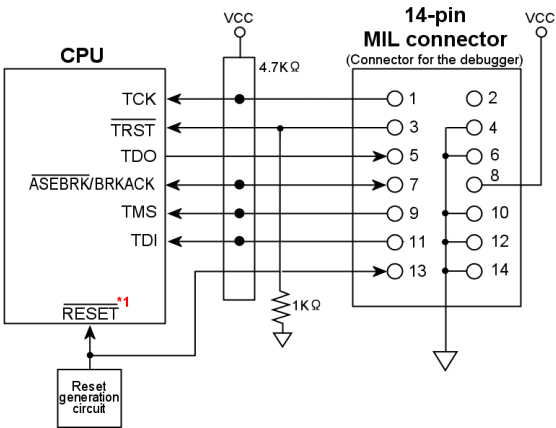 VCC
14-pin
MIL connector
(Connector for the debugger)
VCC
CPU
4.7KΩ
TCK
TRST
TDO
ASEBRK/BRKACK
TMS
TDI
RESET*1
1 2
3 4
5 6
7 8
9 10
11 12
13 14
1KΩ
Reset
generation
circuit